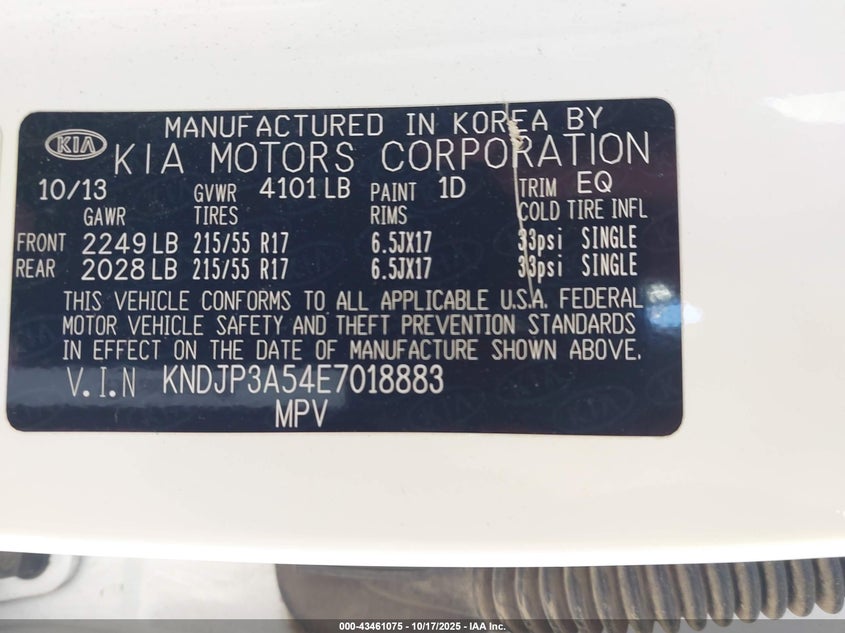 MANUFACTURED IN KOREA BY
KIA KIA MOTORS CORPORATION
10/13 GVWR 4101 LB PAINT 1D TRIM EQ
GAWR TIRES RIMS COLD TIRE INFL
FRONT 2249 LB 215/55 R17 6.5JX17 33psi SINGLE
REAR 2028 LB 215/55 R17 6.5JX17 33psi SINGLE
THIS VEHICLE CONFORMS TO ALL APPLICABLE U.S.A. FEDERAL
MOTOR VEHICLE SAFETY AND THEFT PREVENTION STANDARDS
IN EFFECT ON THE DATE OF MANUFACTURE SHOWN ABOVE.
V.I.N KNDJP3A54E7018883
MPV
000-43461075 - 10/17/2025 - IAA Inc.